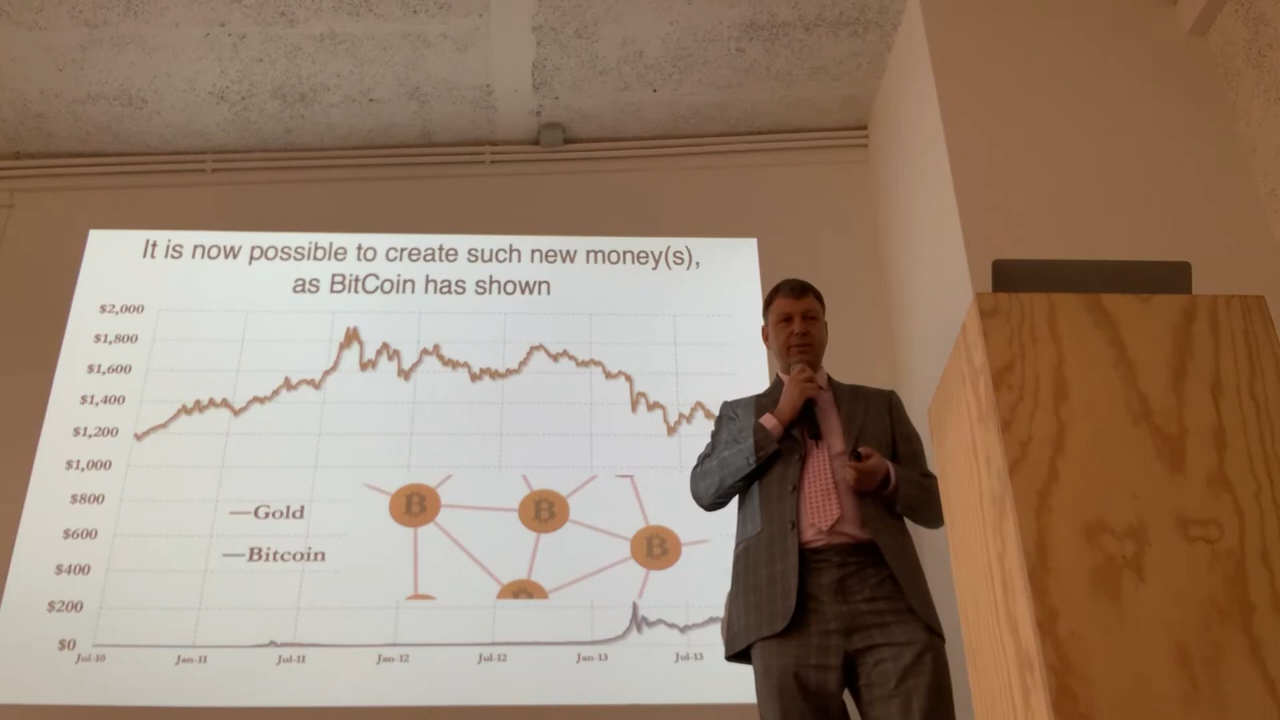 It is now possible to create such new money(s),
as BitCoin has shown
$2,000
$1,800
$1,600
$1,400
$1,200
$1,000
$800
$600
$400
$200
$0
Gold
Bitcoin
Jul-10 Jan-11 Jul-11 Jan-12 Jul-12 Jan-13 Jul-13